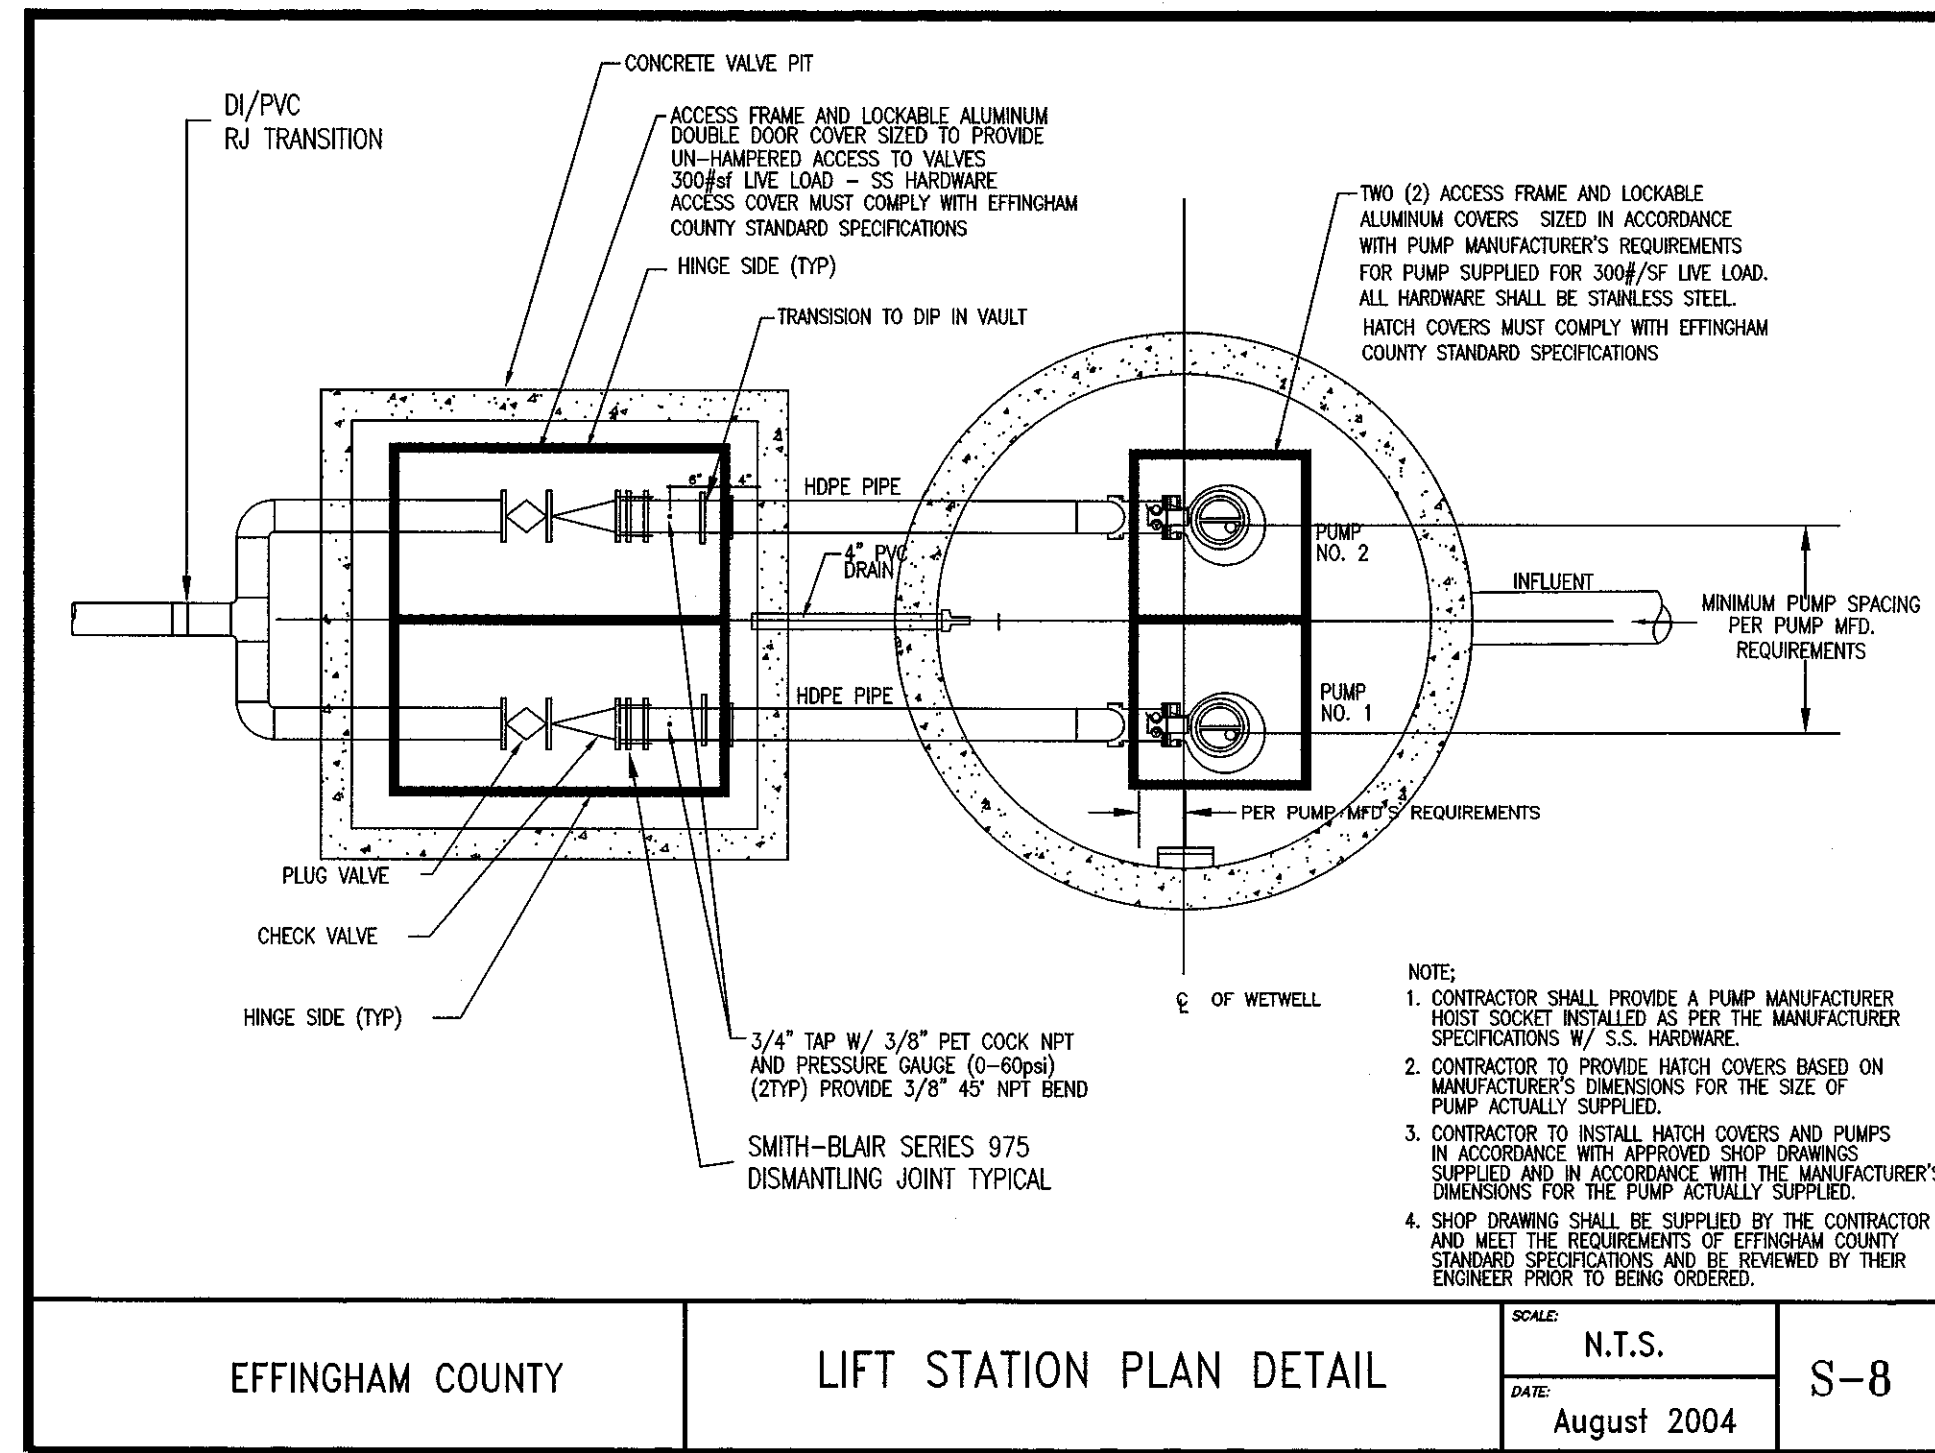 CONCRETE VALVE PIT
DI/PVC
RJ TRANSITION
ACCESS FRAME AND LOCKABLE ALUMINUM
DOUBLE DOOR COVER SIZED TO PROVIDE
UN-HAMPERED ACCESS TO VALVES
300#sf LIVE LOAD - SS HARDWARE
ACCESS COVER MUST COMPLY WITH EFFINGHAM
COUNTY STANDARD SPECIFICATIONS
HINGE SIDE (TYP)
TRANSISION TO DIP IN VAULT
TWO (2) ACCESS FRAME AND LOCKABLE
ALUMINUM COVERS SIZED IN ACCORDANCE
WITH PUMP MANUFACTURER'S REQUIREMENTS
FOR PUMP SUPPLIED FOR 300#/SF LIVE LOAD.
ALL HARDWARE SHALL BE STAINLESS STEEL.
HATCH COVERS MUST COMPLY WITH EFFINGHAM
COUNTY STANDARD SPECIFICATIONS
6" 4"
HDPE PIPE
4" PVC
DRAIN
PUMP
NO. 2
INFLUENT
MINIMUM PUMP SPACING
PER PUMP MFD.
REQUIREMENTS
HDPE PIPE
PUMP
NO. 1
PER PUMP MFD'S REQUIREMENTS
PLUG VALVE
CHECK VALVE
HINGE SIDE (TYP)
℄ OF WETWELL
3/4" TAP W/ 3/8" PET COCK NPT
AND PRESSURE GAUGE (0-60psi)
(2TYP) PROVIDE 3/8" 45° NPT BEND
SMITH-BLAIR SERIES 975
DISMANTLING JOINT TYPICAL
NOTE;
1. CONTRACTOR SHALL PROVIDE A PUMP MANUFACTURER
HOIST SOCKET INSTALLED AS PER THE MANUFACTURER
SPECIFICATIONS W/ S.S. HARDWARE.
2. CONTRACTOR TO PROVIDE HATCH COVERS BASED ON
MANUFACTURER'S DIMENSIONS FOR THE SIZE OF
PUMP ACTUALLY SUPPLIED.
3. CONTRACTOR TO INSTALL HATCH COVERS AND PUMPS
IN ACCORDANCE WITH APPROVED SHOP DRAWINGS
SUPPLIED AND IN ACCORDANCE WITH THE MANUFACTURER'S
DIMENSIONS FOR THE PUMP ACTUALLY SUPPLIED.
4. SHOP DRAWING SHALL BE SUPPLIED BY THE CONTRACTOR
AND MEET THE REQUIREMENTS OF EFFINGHAM COUNTY
STANDARD SPECIFICATIONS AND BE REVIEWED BY THEIR
ENGINEER PRIOR TO BEING ORDERED.
EFFINGHAM COUNTY
LIFT STATION PLAN DETAIL
SCALE:
N.T.S.
DATE:
August 2004
S-8